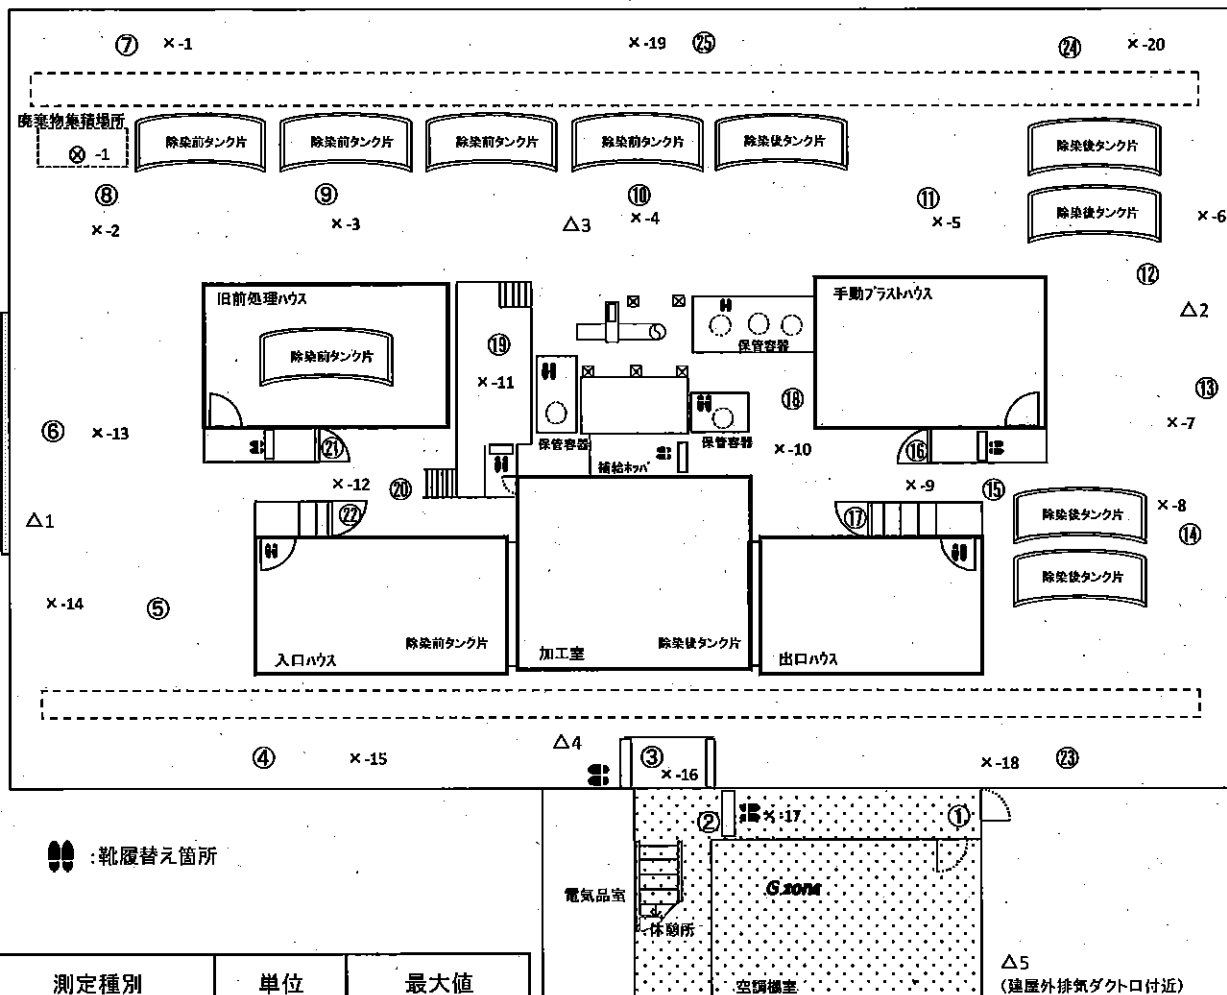 ⑦ ×-1 ×-19 ㉕ ㉔ ×-20
廃棄物集積場所
⊗ -1
除染前タンク片 除染前タンク片 除染前タンク片 除染前タンク片 除染後タンク片 除染後タンク片
⑧ ⑨ ⑩ ⑪ 除染後タンク片
×-2 ×-3 △3 ×-4 ×-5 ×-6
⑫
旧前処理ハウス 手動ブラストハウス
△2
除染前タンク片 ⑲ 保管容器
×-11 ⑱ ⑬
⑥ ×-13 ×-7
㉑ 保管容器 保管容器 ×-10 ⑯
補給ホッパ
×-12 ⑳ ×-9 ⑮
△1 ㉒ ⑰ 除染後タンク片 ×-8
⑭
除染後タンク片
×-14 ⑤
入口ハウス 除染前タンク片 加工室 除染後タンク片 出口ハウス
④ ×-15 △4 ③ ×-16 ×-18 ㉓
② ×-17 ①
:靴履替え箇所
電気品室 G zone
休憩所
空調機室
△5
(建屋外排気ダクト口付近)
測定種別 単位 最大値